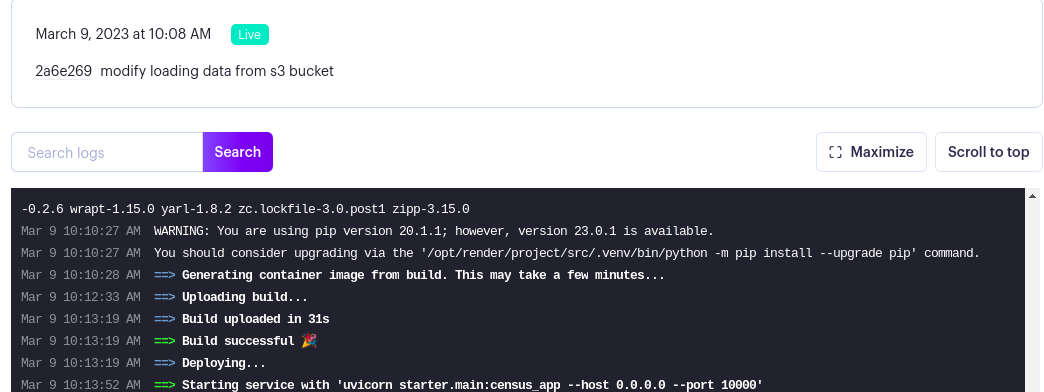 March 9, 2023 at 10:08 AM Live
2a6e269 modify loading data from s3 bucket
Search logs Search Maximize Scroll to top
-0.2.6 wrapt-1.15.0 yarl-1.8.2 zc.lockfile-3.0.post1 zipp-3.15.0
Mar 9 10:10:27 AM WARNING: You are using pip version 20.1.1; however, version 23.0.1 is available.
Mar 9 10:10:27 AM You should consider upgrading via the '/opt/render/project/src/.venv/bin/python -m pip install --upgrade pip' command.
Mar 9 10:10:28 AM ==> Generating container image from build. This may take a few minutes...
Mar 9 10:12:33 AM ==> Uploading build...
Mar 9 10:13:19 AM ==> Build uploaded in 31s
Mar 9 10:13:19 AM ==> Build successful 🎉
Mar 9 10:13:19 AM ==> Deploying...
Mar 9 10:13:52 AM ==> Starting service with 'uvicorn starter.main:census_app --host 0.0.0.0 --port 10000'